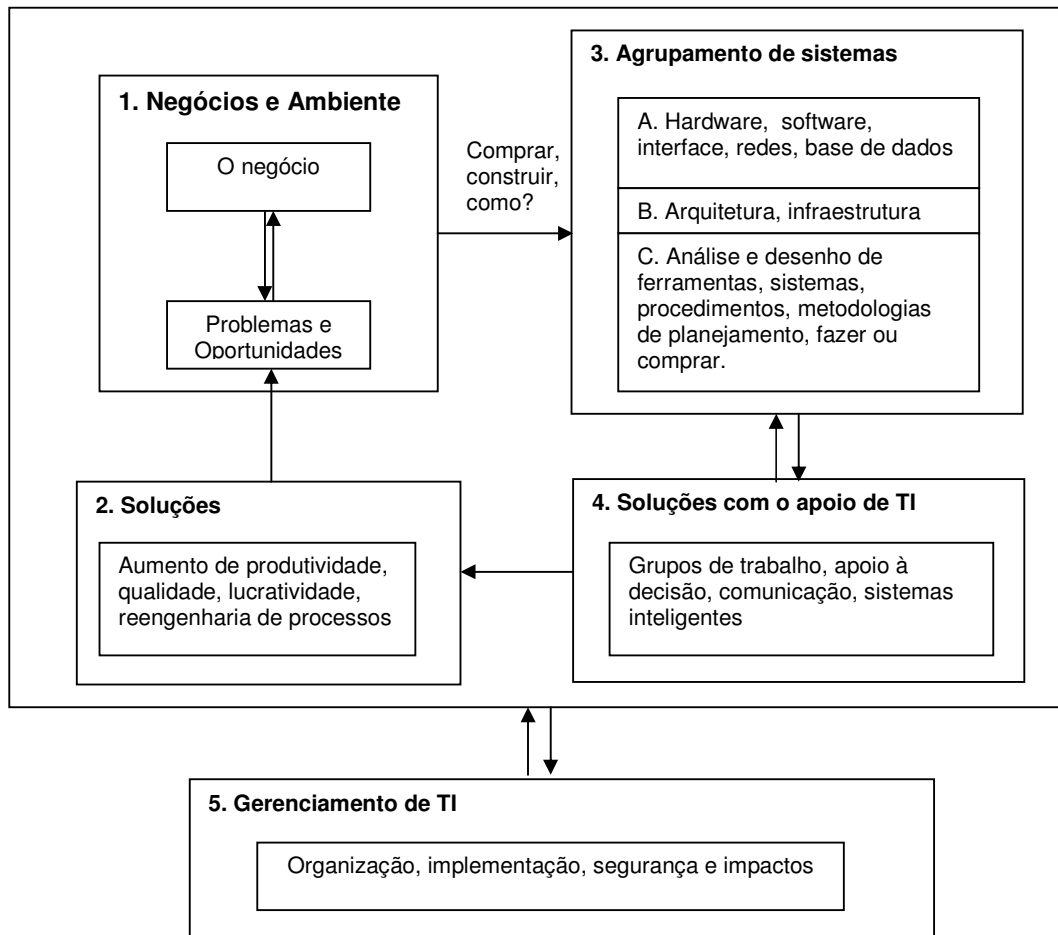 1. Negócios e Ambiente
O negócio
Problemas e
Oportunidades
Comprar,
construir,
como?
3. Agrupamento de sistemas
A. Hardware, software,
interface, redes, base de dados
B. Arquitetura, infraestrutura
C. Análise e desenho de
ferramentas, sistemas,
procedimentos, metodologias
de planejamento, fazer ou
comprar.
2. Soluções
Aumento de produtividade,
qualidade, lucratividade,
reengenharia de processos
4. Soluções com o apoio de TI
Grupos de trabalho, apoio à
decisão, comunicação, sistemas
inteligentes
5. Gerenciamento de TI
Organização, implementação, segurança e impactos